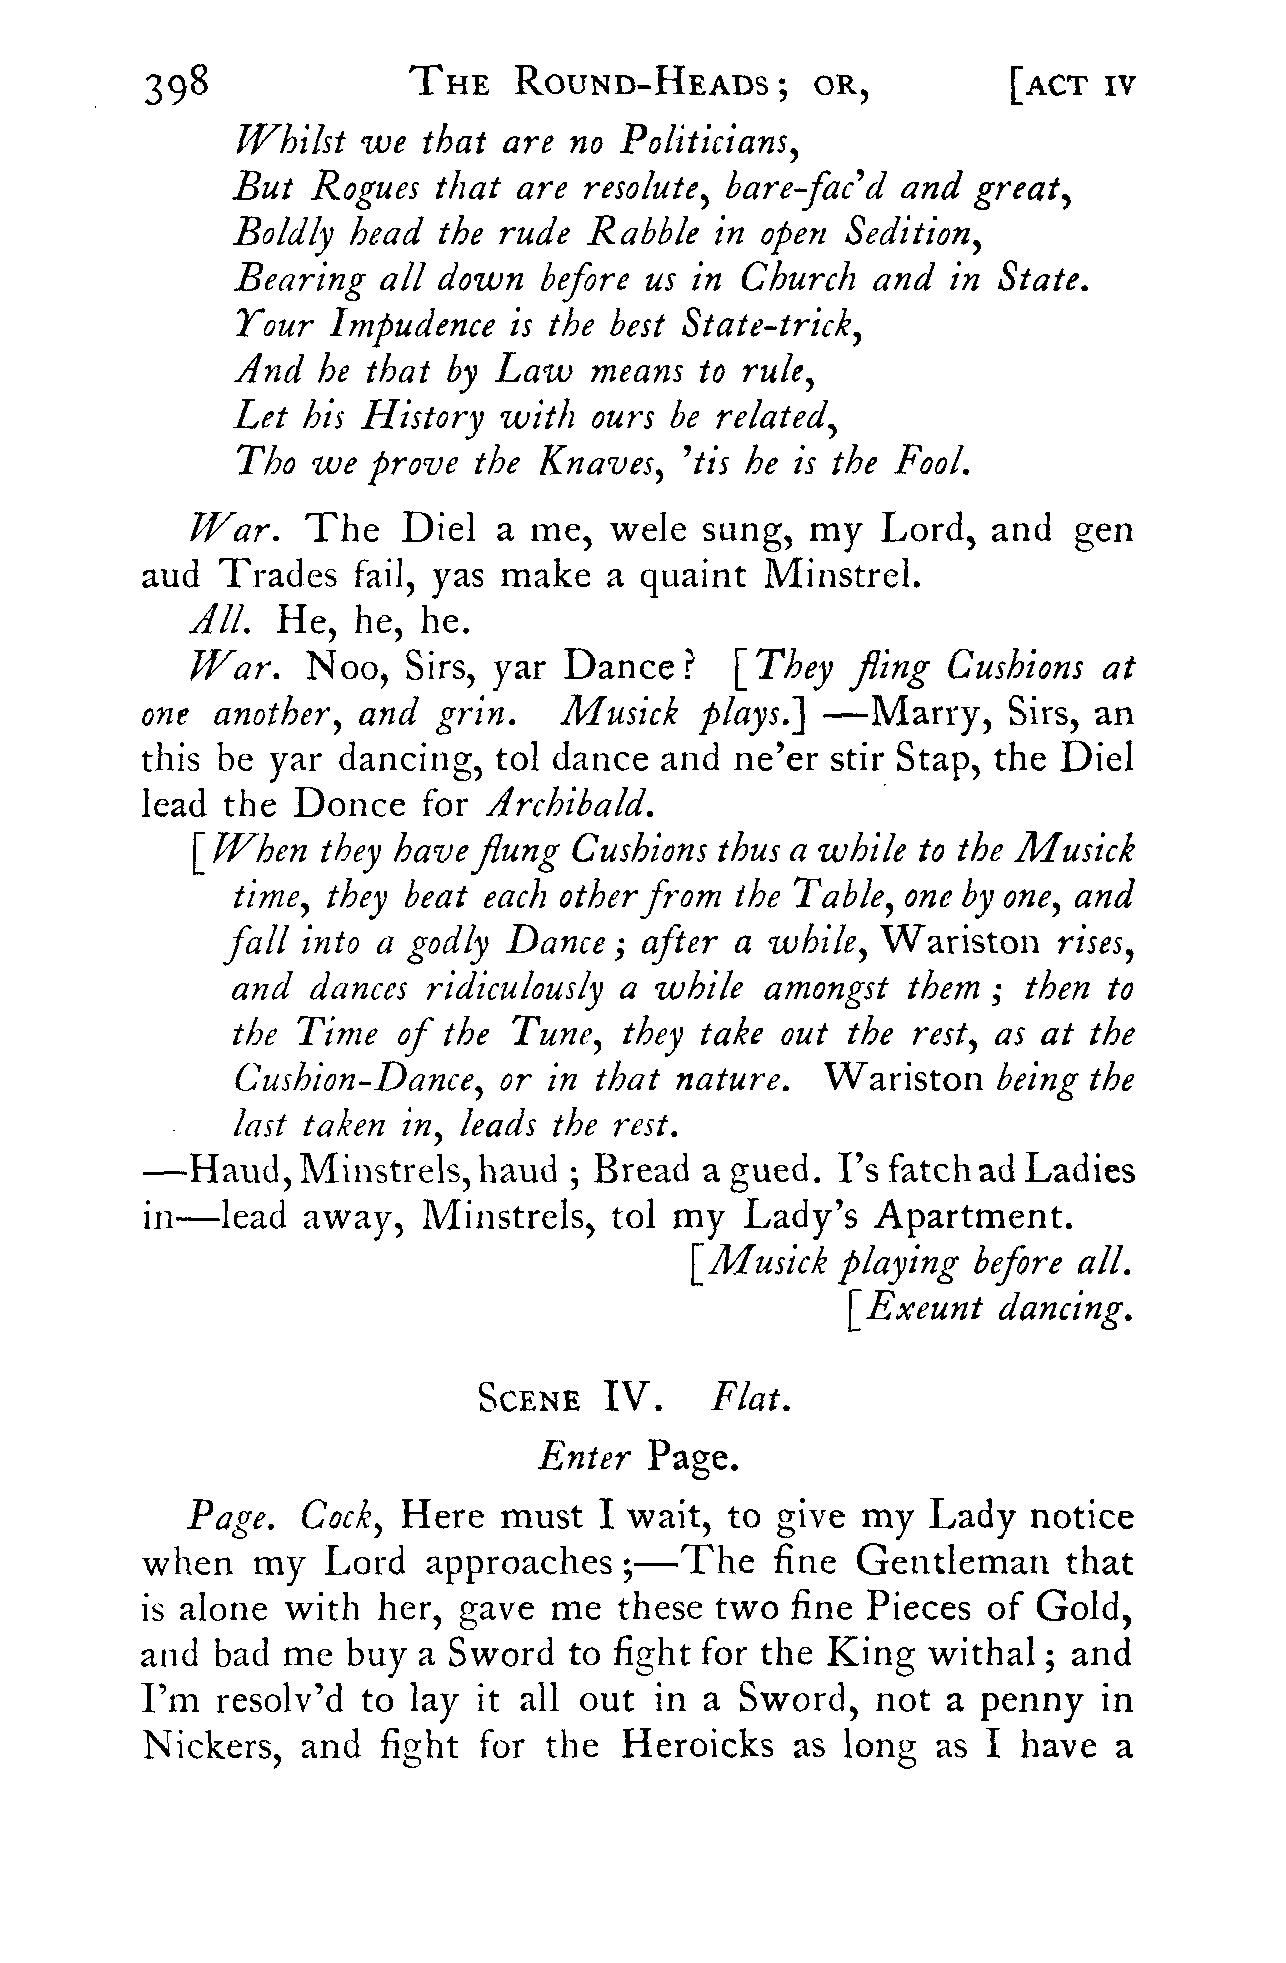 398 The Round-Heads; or, [act iv
Whilst we that are no Politicians,
But Rogues that are resolute, bare-fac'd and great,
Boldly head the rude Rabble in open Sedition,
Bearing all down before us in Church and in State.
Your Impudence is the best State-trick,
And he that by Law means to rule,
Let his History with ours be related,
Tho we prove the Knaves, 'tis he is the Fool.
War. The Diel a me, wele sung, my Lord, and gen
aud Trades fail, yas make a quaint Minstrel.
All. He, he, he.
War. Noo, Sirs, yar Dance? [They fling Cushions at
one another, and grin. Musick plays.] —Marry, Sirs, an
this be yar dancing, tol dance and ne'er stir Stap, the Diel
lead the Donce for Archibald.
[When they have flung Cushions thus a while to the Musick
time, they beat each other from the Table, one by one, and
fall into a godly Dance; after a while, Wariston rises,
and dances ridiculously a while amongst them; then to
the Time of the Tune, they take out the rest, as at the
Cushion-Dance, or in that nature. Wariston being the
last taken in, leads the rest.
—Haud, Minstrels, haud; Bread a gued. I's fatch ad Ladies
in—lead away, Minstrels, tol my Lady's Apartment.
[Musick playing before all.
[Exeunt dancing.
Scene IV. Flat.
Enter Page.
Page. Cock, Here must I wait, to give my Lady notice
when my Lord approaches;—The fine Gentleman that
is alone with her, gave me these two fine Pieces of Gold,
and bad me buy a Sword to fight for the King withal; and
I'm resolv'd to lay it all out in a Sword, not a penny in
Nickers, and fight for the Heroicks as long as I have a